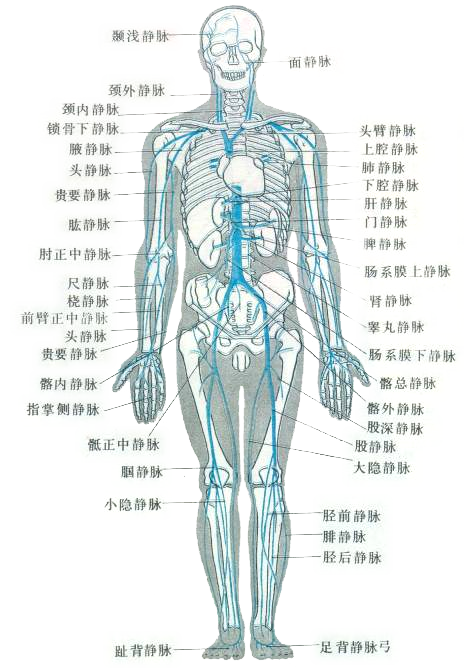 颞浅静脉
面静脉
颈外静脉
颈内静脉
锁骨下静脉
腋静脉
头静脉
贵要静脉
肱静脉
肘正中静脉
尺静脉
桡静脉
前臂正中静脉
头静脉
贵要静脉
髂内静脉
指掌侧静脉
骶正中静脉
腘静脉
小隐静脉
趾背静脉
头臂静脉
上腔静脉
肺静脉
下腔静脉
肝静脉
门静脉
脾静脉
肠系膜上静脉
肾静脉
睾丸静脉
肠系膜下静脉
髂总静脉
髂外静脉
股深静脉
股静脉
大隐静脉
胫前静脉
腓静脉
胫后静脉
足背静脉弓